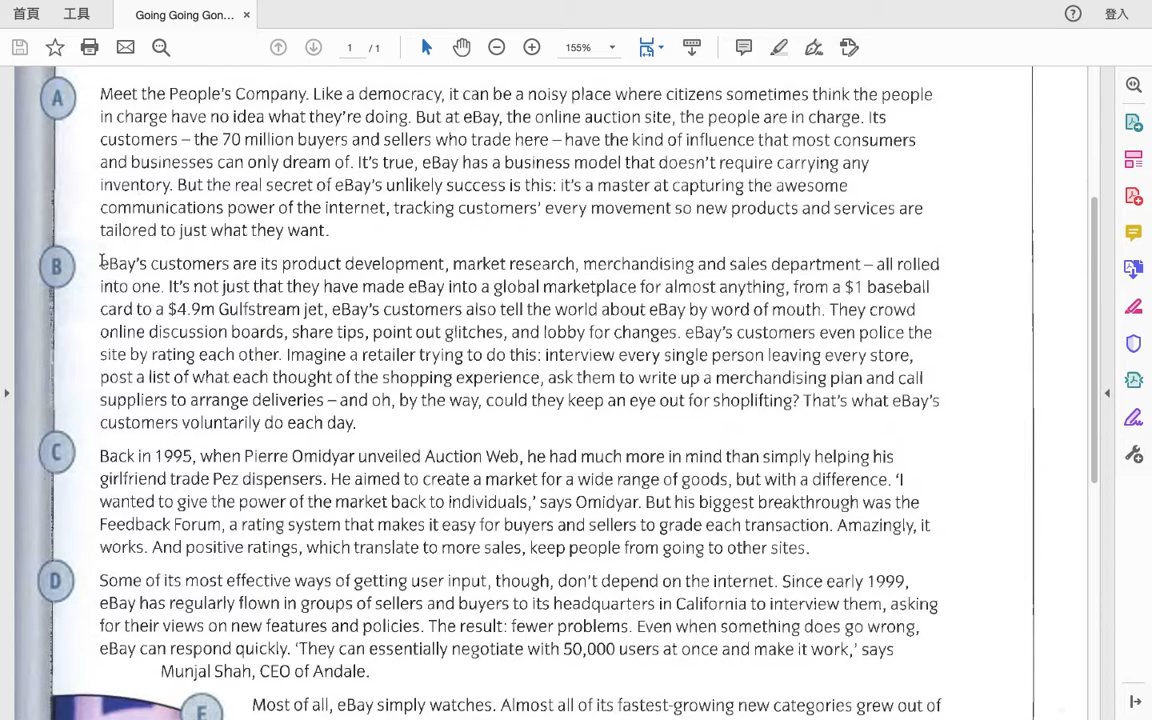 首頁
工具
Going Going Gon...
×
?
登入
1 / 1
155%
A
Meet the People's Company. Like a democracy, it can be a noisy place where citizens sometimes think the people
in charge have no idea what they're doing. But at eBay, the online auction site, the people are in charge. Its
customers – the 70 million buyers and sellers who trade here – have the kind of influence that most consumers
and businesses can only dream of. It's true, eBay has a business model that doesn't require carrying any
inventory. But the real secret of eBay's unlikely success is this: it's a master at capturing the awesome
communications power of the internet, tracking customers' every movement so new products and services are
tailored to just what they want.
B
eBay's customers are its product development, market research, merchandising and sales department – all rolled
into one. It's not just that they have made eBay into a global marketplace for almost anything, from a $1 baseball
card to a $4.9m Gulfstream jet, eBay's customers also tell the world about eBay by word of mouth. They crowd
online discussion boards, share tips, point out glitches, and lobby for changes. eBay's customers even police the
site by rating each other. Imagine a retailer trying to do this: interview every single person leaving every store,
post a list of what each thought of the shopping experience, ask them to write up a merchandising plan and call
suppliers to arrange deliveries – and oh, by the way, could they keep an eye out for shoplifting? That's what eBay's
customers voluntarily do each day.
C
Back in 1995, when Pierre Omidyar unveiled Auction Web, he had much more in mind than simply helping his
girlfriend trade Pez dispensers. He aimed to create a market for a wide range of goods, but with a difference. 'I
wanted to give the power of the market back to individuals,' says Omidyar. But his biggest breakthrough was the
Feedback Forum, a rating system that makes it easy for buyers and sellers to grade each transaction. Amazingly, it
works. And positive ratings, which translate to more sales, keep people from going to other sites.
D
Some of its most effective ways of getting user input, though, don't depend on the internet. Since early 1999,
eBay has regularly flown in groups of sellers and buyers to its headquarters in California to interview them, asking
for their views on new features and policies. The result: fewer problems. Even when something does go wrong,
eBay can respond quickly. 'They can essentially negotiate with 50,000 users at once and make it work,' says
Munjal Shah, CEO of Andale.
E
Most of all, eBay simply watches. Almost all of its fastest-growing new categories grew out of